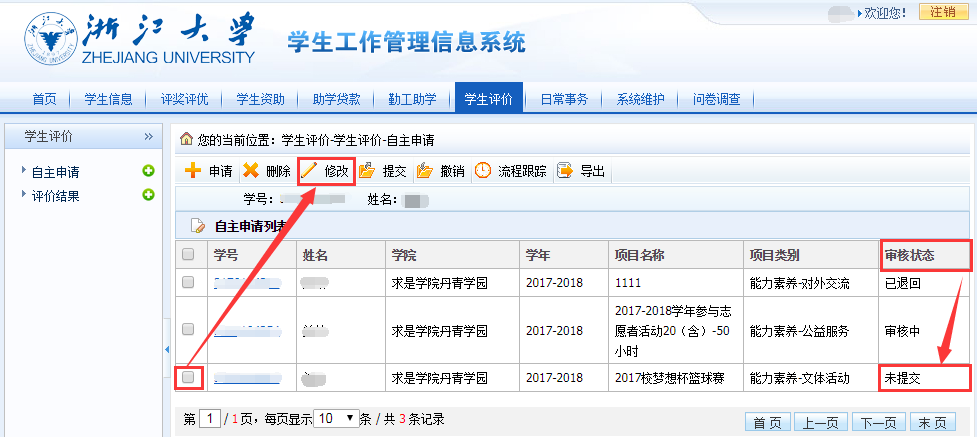 欢迎您! 注销
浙江大学
ZHEJIANG UNIVERSITY
学生工作管理信息系统
首页 学生信息 评奖评优 学生资助 助学贷款 勤工助学 学生评价 日常事务 系统维护 问卷调查
学生评价 »
自主申请
评价结果
您的当前位置：学生评价-学生评价-自主申请
申请 删除 修改 提交 撤销 流程跟踪 导出
学号： 姓名：
自主申请列表
学号 姓名 学院 学年 项目名称 项目类别 审核状态
求是学院丹青学园 2017-2018 1111 能力素养-对外交流 已退回
求是学院丹青学园 2017-2018 2017-2018学年参与志
愿者活动20（含）-50
小时 能力素养-公益服务 审核中
求是学院丹青学园 2017-2018 2017校梦想杯篮球赛 能力素养-文体活动 未提交
第 1 / 1页，每页显示 10 条 / 共 3条记录
首 页 上一页 下一页 末 页